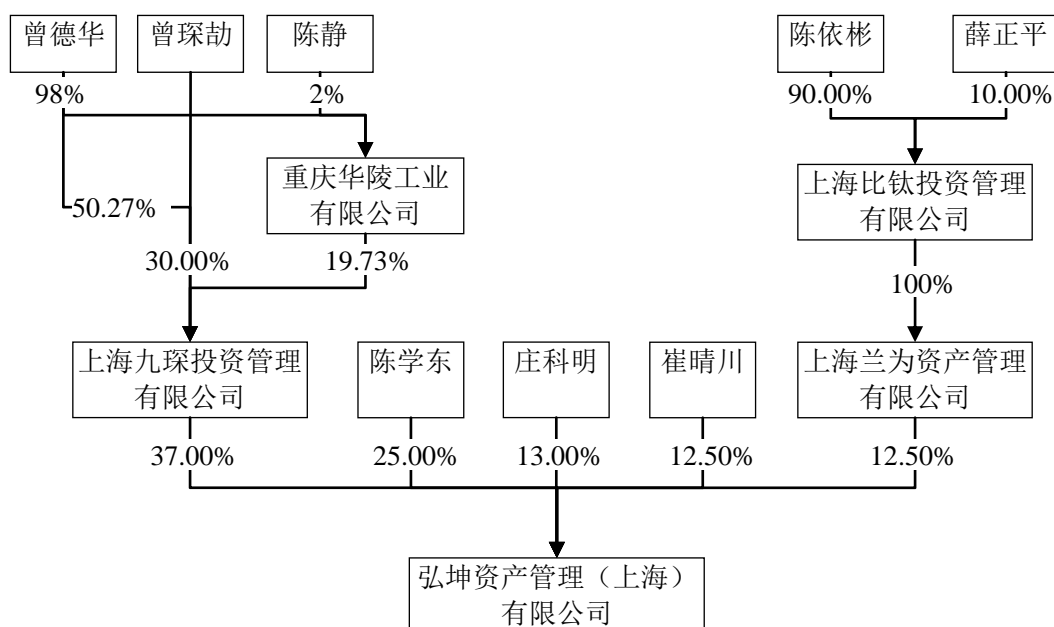 曾德华
曾琛劼
陈静
陈依彬
薛正平
98%
2%
90.00%
10.00%
重庆华陵工业
有限公司
上海比钛投资管理
有限公司
50.27%
30.00%
19.73%
100%
上海九琛投资管理
有限公司
陈学东
庄科明
崔晴川
上海兰为资产管理
有限公司
37.00%
25.00%
13.00%
12.50%
12.50%
弘坤资产管理（上海）
有限公司